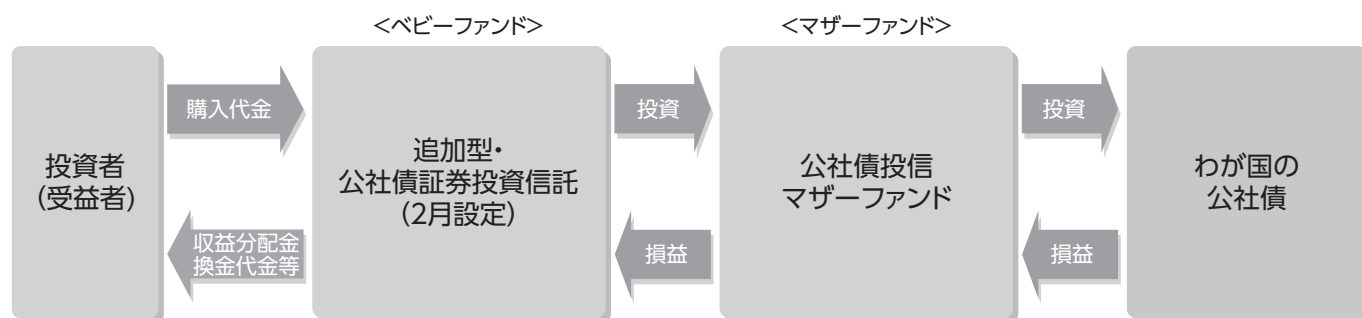 <ベビーファンド>
<マザーファンド>
投資者
(受益者)
購入代金
収益分配金
換金代金等
追加型・
公社債証券投資信託
(2月設定)
投資
損益
公社債投信
マザーファンド
投資
損益
わが国の
公社債